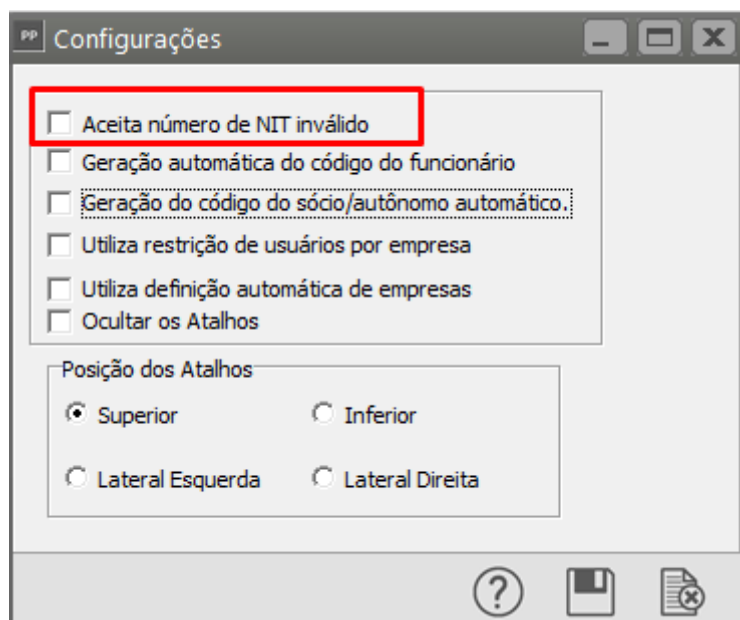 PP Configurações
Aceita número de NIT inválido
Geração automática do código do funcionário
Geração do código do sócio/autônomo automático.
Utiliza restrição de usuários por empresa
Utiliza definição automática de empresas
Ocultar os Atalhos
Posição dos Atalhos
Superior Inferior
Lateral Esquerda Lateral Direita
?